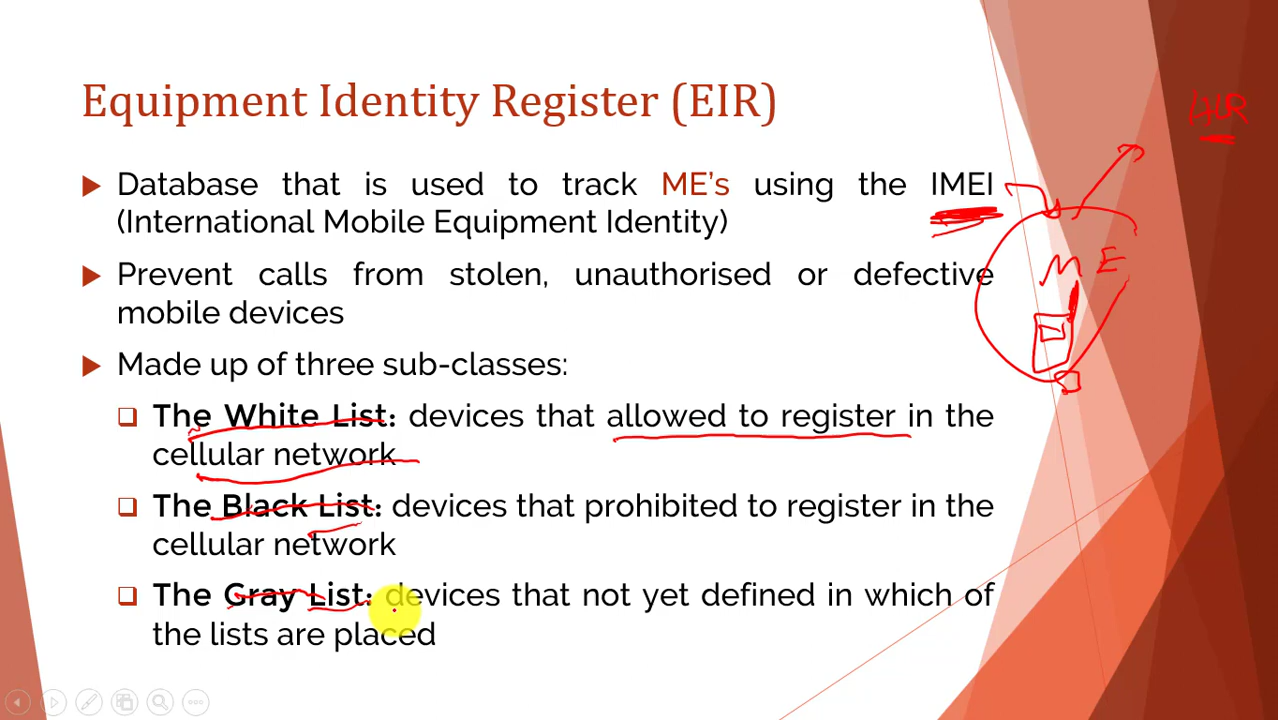 Equipment Identity Register (EIR)
HLR
Database that is used to track ME's using the IMEI
(International Mobile Equipment Identity)
M E
Prevent calls from stolen, unauthorised or defective
mobile devices
Made up of three sub-classes:
The White List: devices that allowed to register in the
cellular network
The Black List: devices that prohibited to register in the
cellular network
The Gray List: devices that not yet defined in which of
the lists are placed